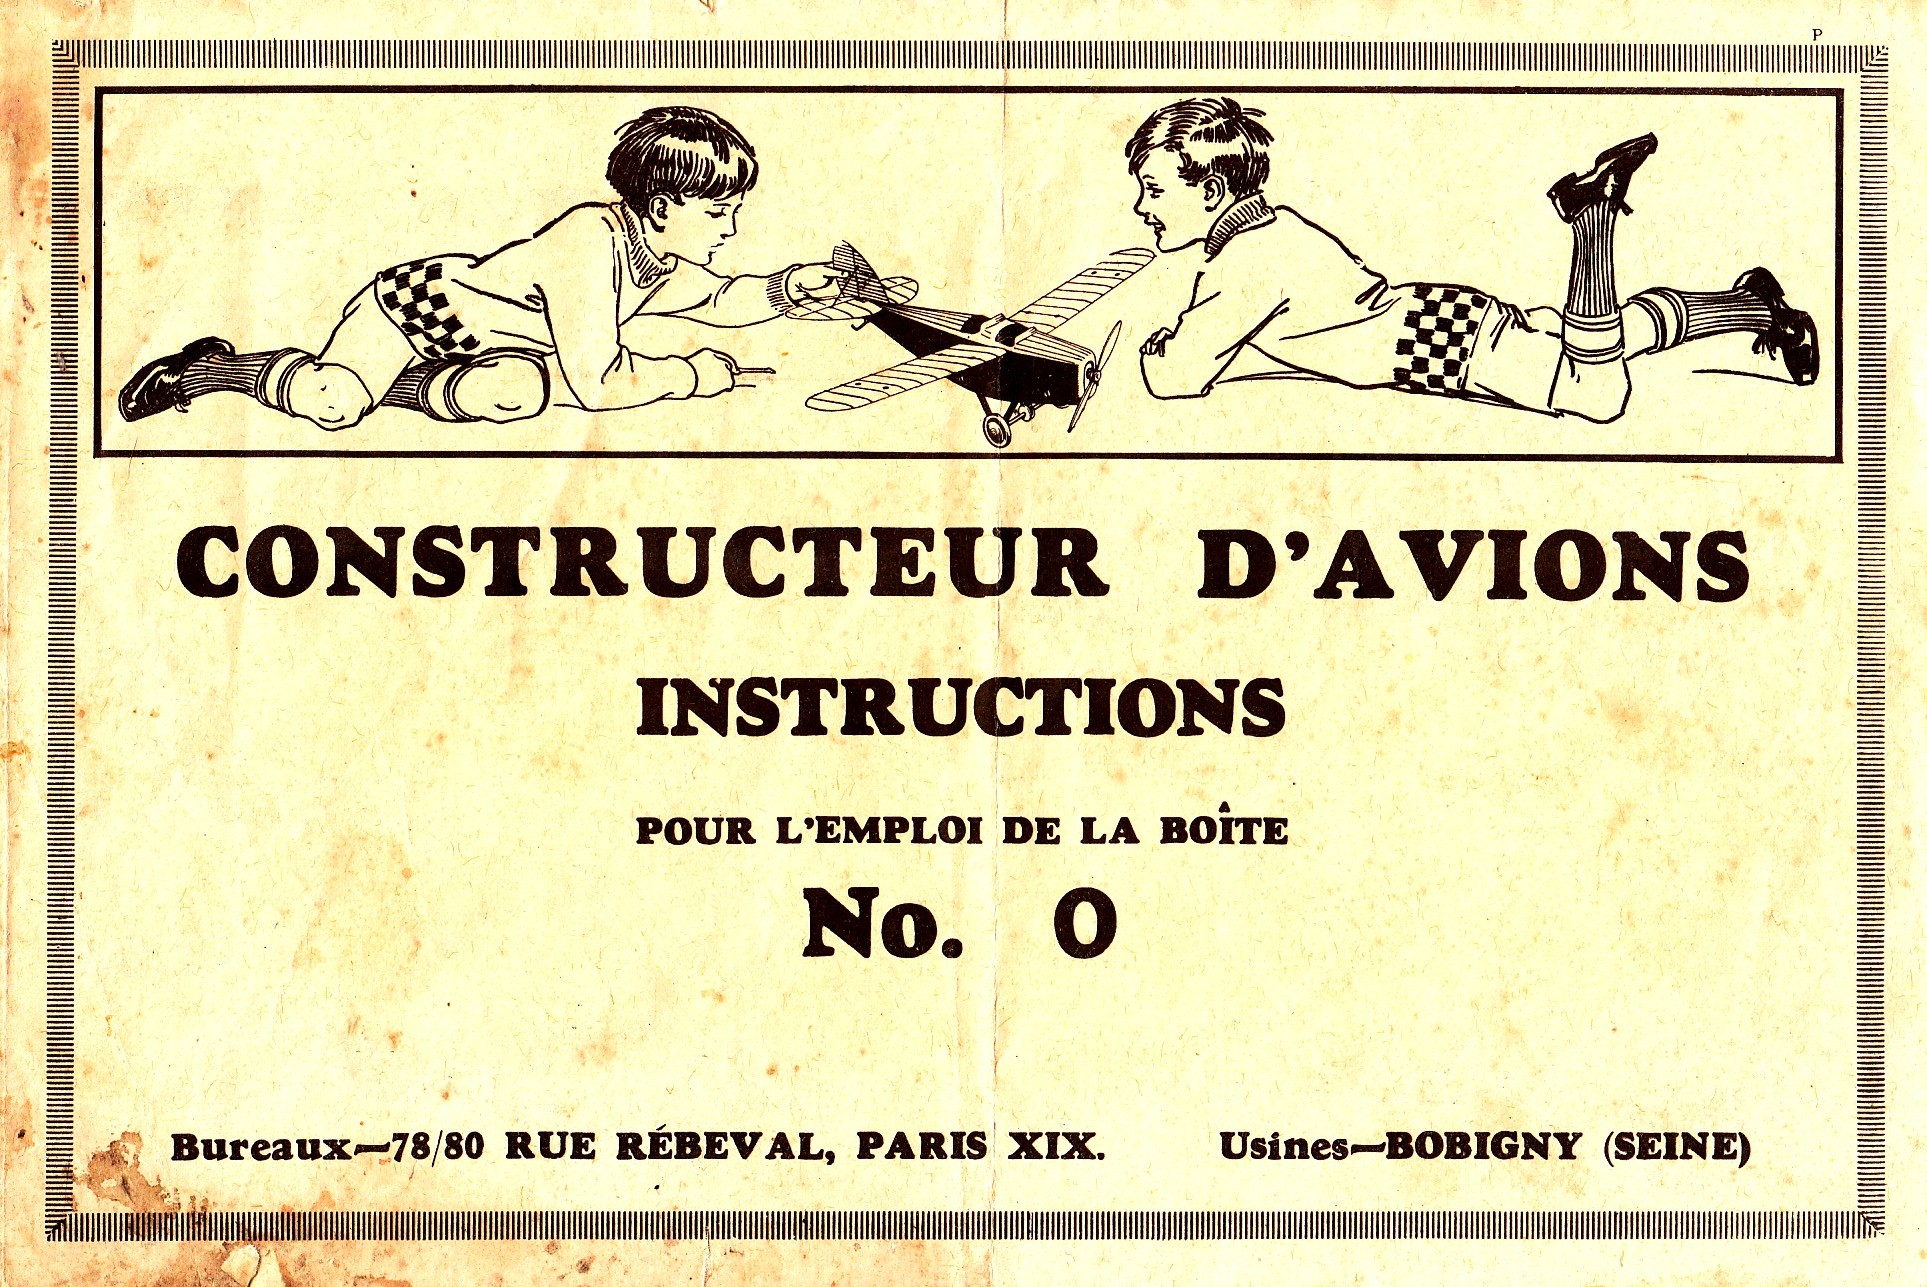 P
CONSTRUCTEUR D'AVIONS
INSTRUCTIONS
POUR L'EMPLOI DE LA BOÎTE
No. 0
Bureaux—78/80 RUE RÉBEVAL, PARIS XIX. Usines—BOBIGNY (SEINE)